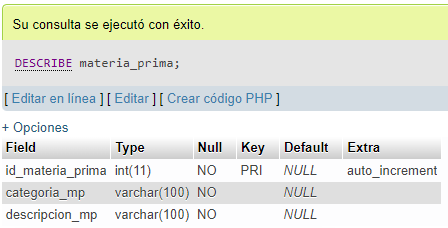 Su consulta se ejecutó con éxito.
DESCRIBE materia_prima;
[ Editar en línea ] [ Editar ] [ Crear código PHP ]
+ Opciones
Field Type Null Key Default Extra
id_materia_prima int(11) NO PRI NULL auto_increment
categoria_mp varchar(100) NO NULL
descripcion_mp varchar(100) NO NULL